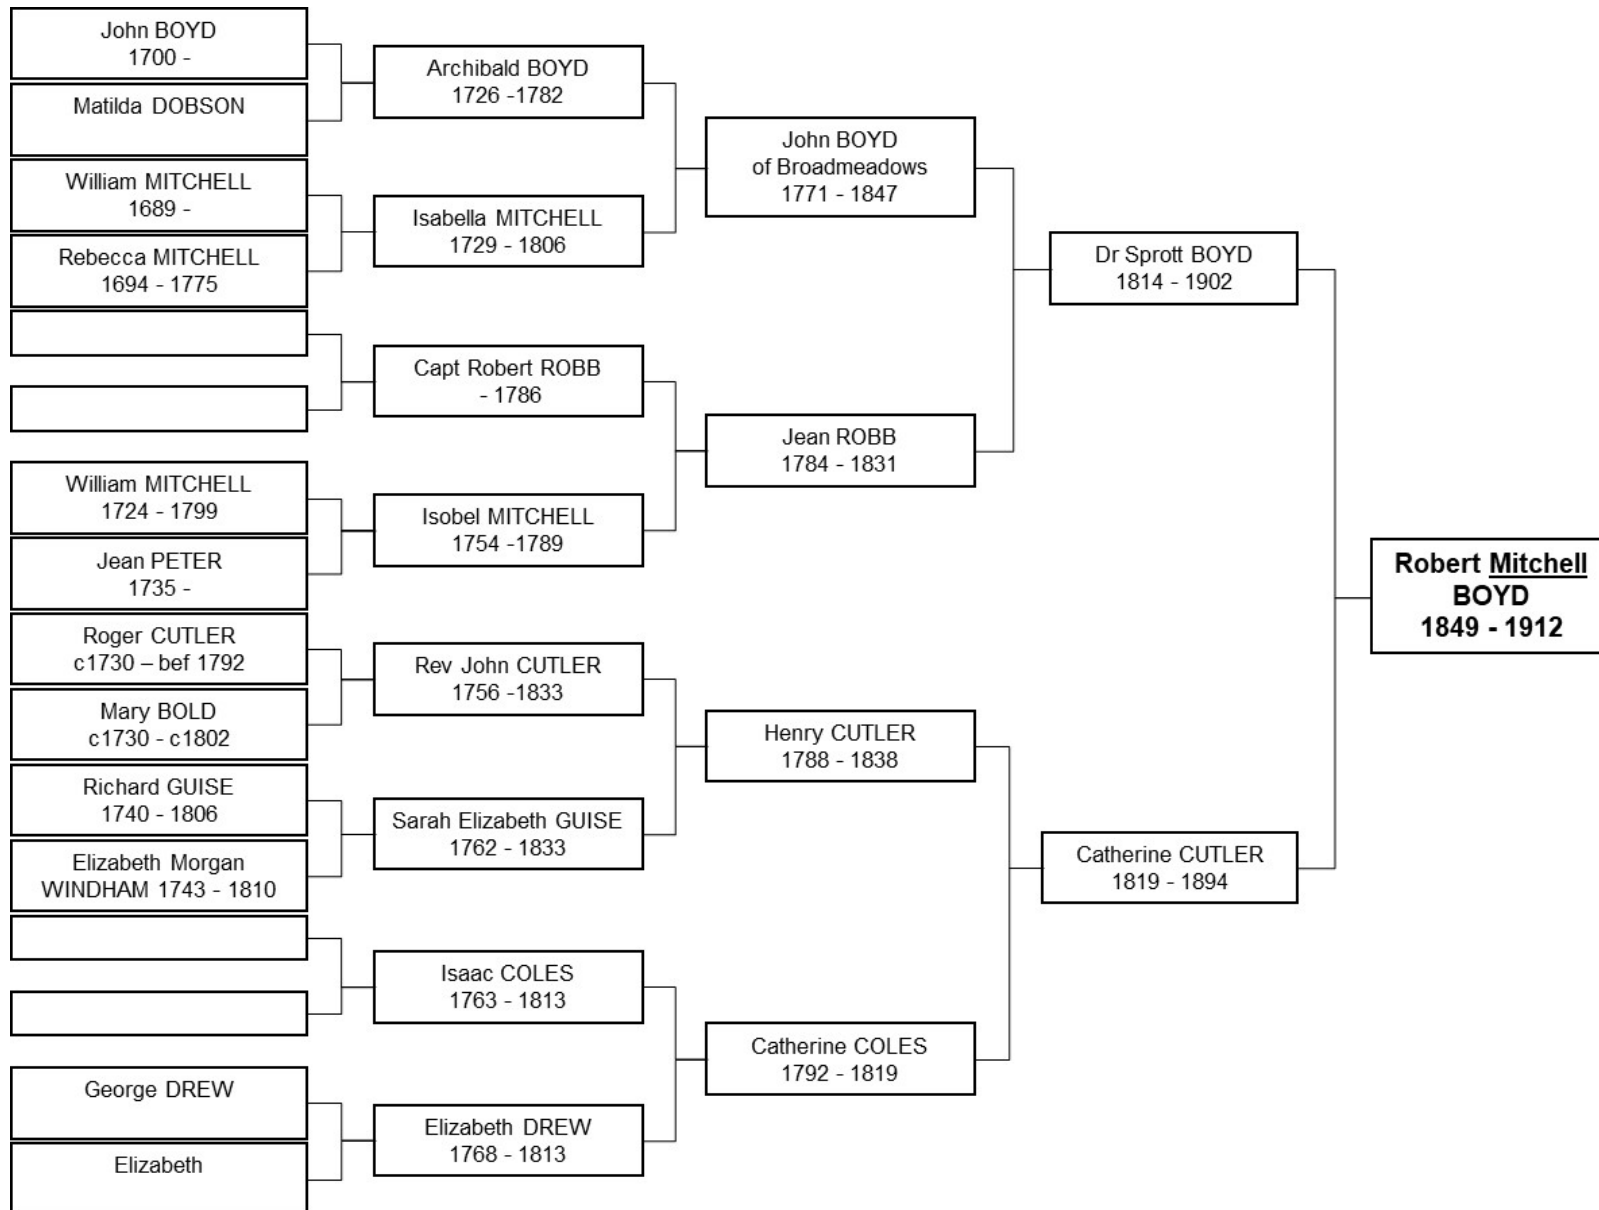 John BOYD
1700 -
Matilda DOBSON
William MITCHELL
1689 -
Rebecca MITCHELL
1694 - 1775
William MITCHELL
1724 - 1799
Jean PETER
1735 -
Roger CUTLER
c1730 – bef 1792
Mary BOLD
c1730 - c1802
Richard GUISE
1740 - 1806
Elizabeth Morgan
WINDHAM 1743 - 1810
George DREW
Elizabeth
Archibald BOYD
1726 -1782
Isabella MITCHELL
1729 - 1806
Capt Robert ROBB
- 1786
Isobel MITCHELL
1754 -1789
Rev John CUTLER
1756 -1833
Sarah Elizabeth GUISE
1762 - 1833
Isaac COLES
1763 - 1813
Elizabeth DREW
1768 - 1813
John BOYD
of Broadmeadows
1771 - 1847
Jean ROBB
1784 - 1831
Henry CUTLER
1788 - 1838
Catherine COLES
1792 - 1819
Dr Sprott BOYD
1814 - 1902
Catherine CUTLER
1819 - 1894
Robert Mitchell
BOYD
1849 - 1912